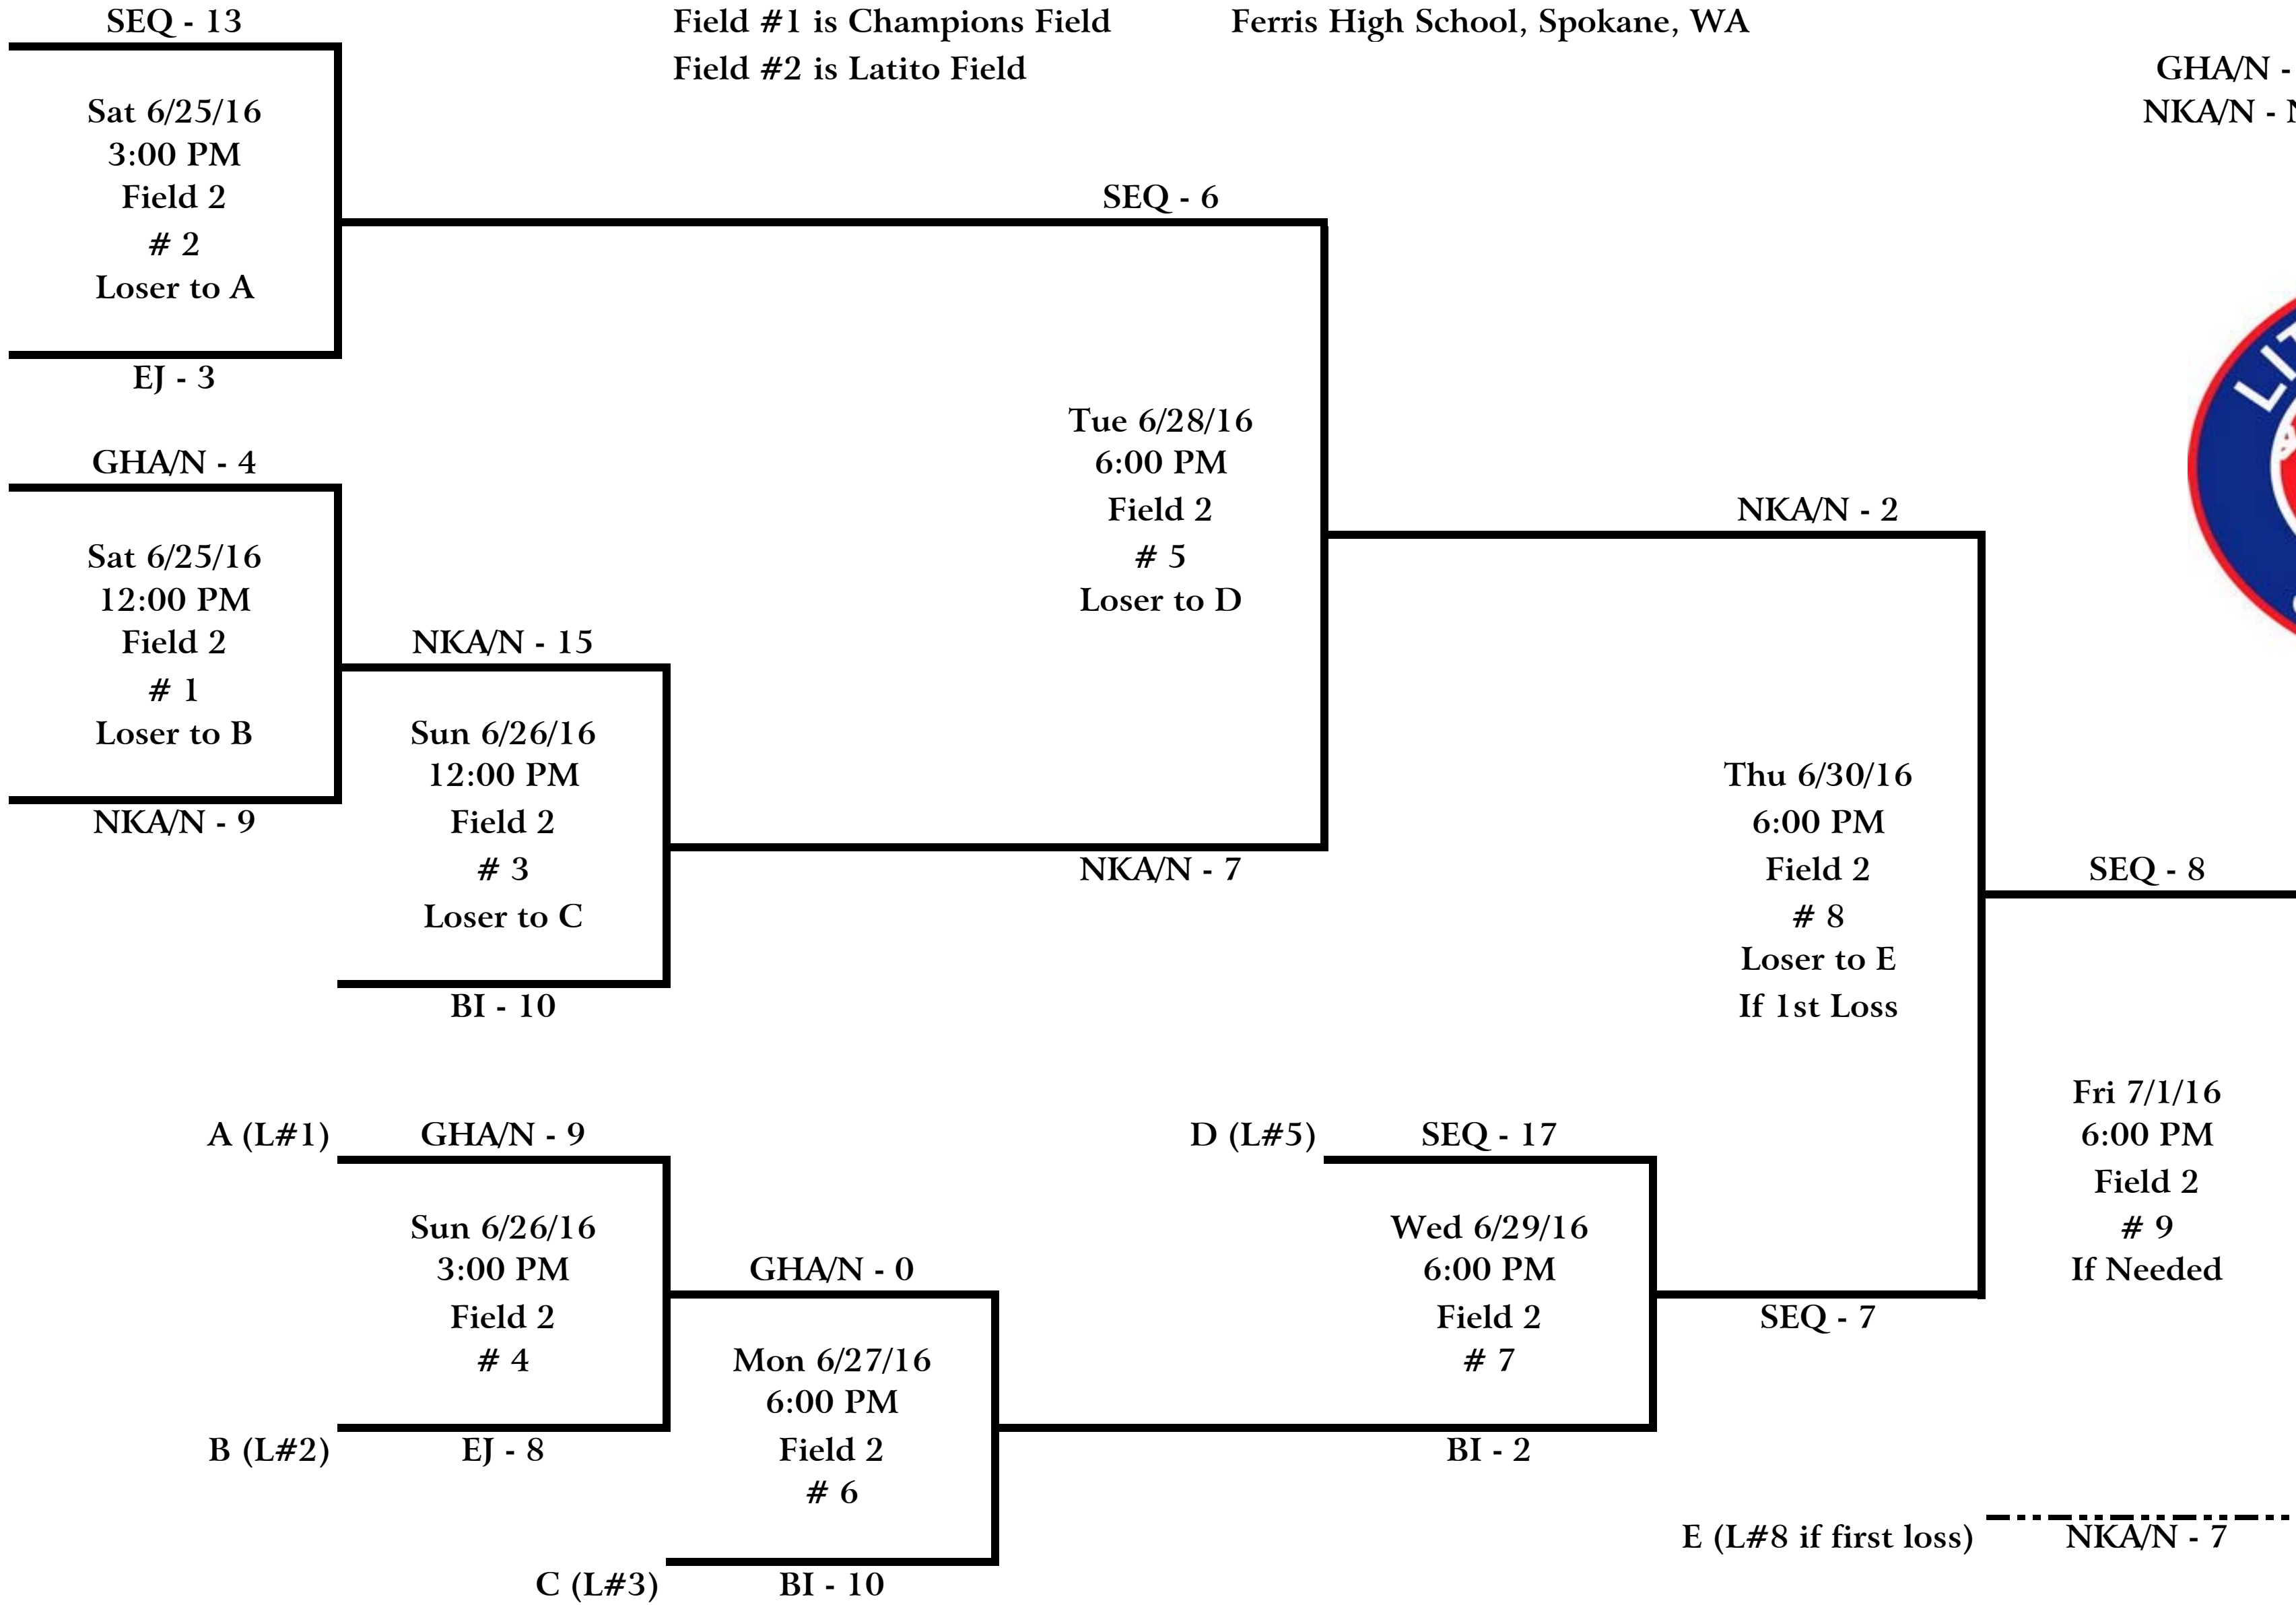 SEQ - 13
Field #1 is Champions Field
Ferris High School, Spokane, WA
Field #2 is Latito Field
GHA/N -
NKA/N -
Sat 6/25/16
3:00 PM
Field 2
# 2
Loser to A
EJ - 3
SEQ - 6
GHA/N - 4
Sat 6/25/16
12:00 PM
Field 2
# 1
Loser to B
NKA/N - 9
NKA/N - 15
Sun 6/26/16
12:00 PM
Field 2
# 3
Loser to C
BI - 10
Tue 6/28/16
6:00 PM
Field 2
# 5
Loser to D
NKA/N - 7
NKA/N - 2
Thu 6/30/16
6:00 PM
Field 2
# 8
Loser to E
If 1st Loss
SEQ - 8
A (L#1)
GHA/N - 9
Sun 6/26/16
3:00 PM
Field 2
# 4
B (L#2)
EJ - 8
GHA/N - 0
Mon 6/27/16
6:00 PM
Field 2
# 6
C (L#3)
BI - 10
D (L#5)
SEQ - 17
Wed 6/29/16
6:00 PM
Field 2
# 7
BI - 2
SEQ - 7
Fri 7/1/16
6:00 PM
Field 2
# 9
If Needed
E (L#8 if first loss)
NKA/N - 7